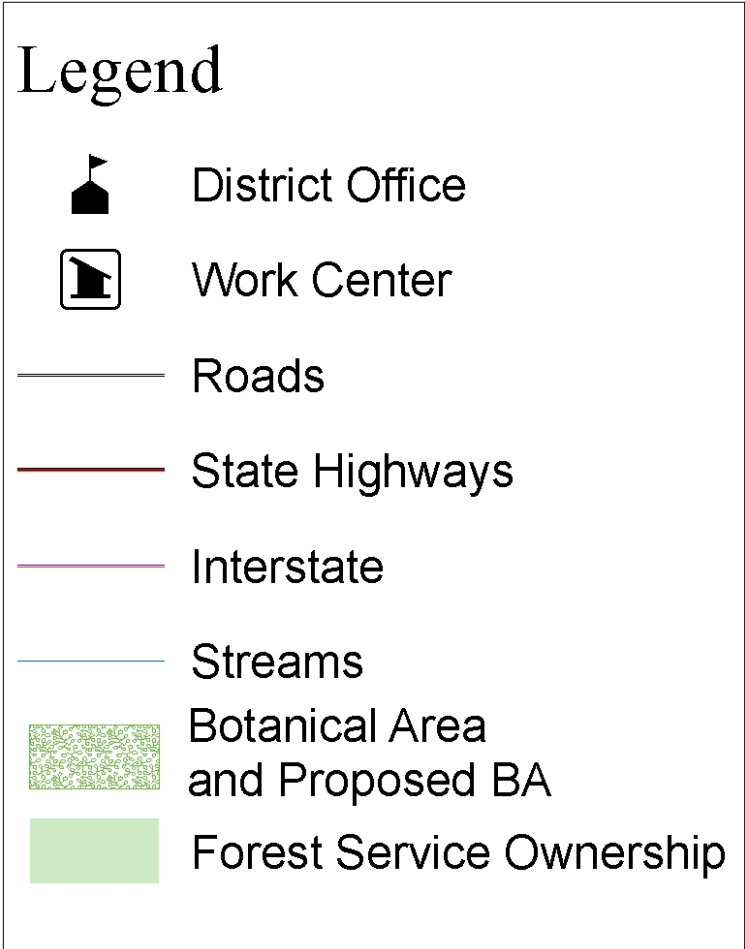 Legend
District Office
Work Center
Roads
State Highways
Interstate
Streams
Botanical Area
and Proposed BA
Forest Service Ownership